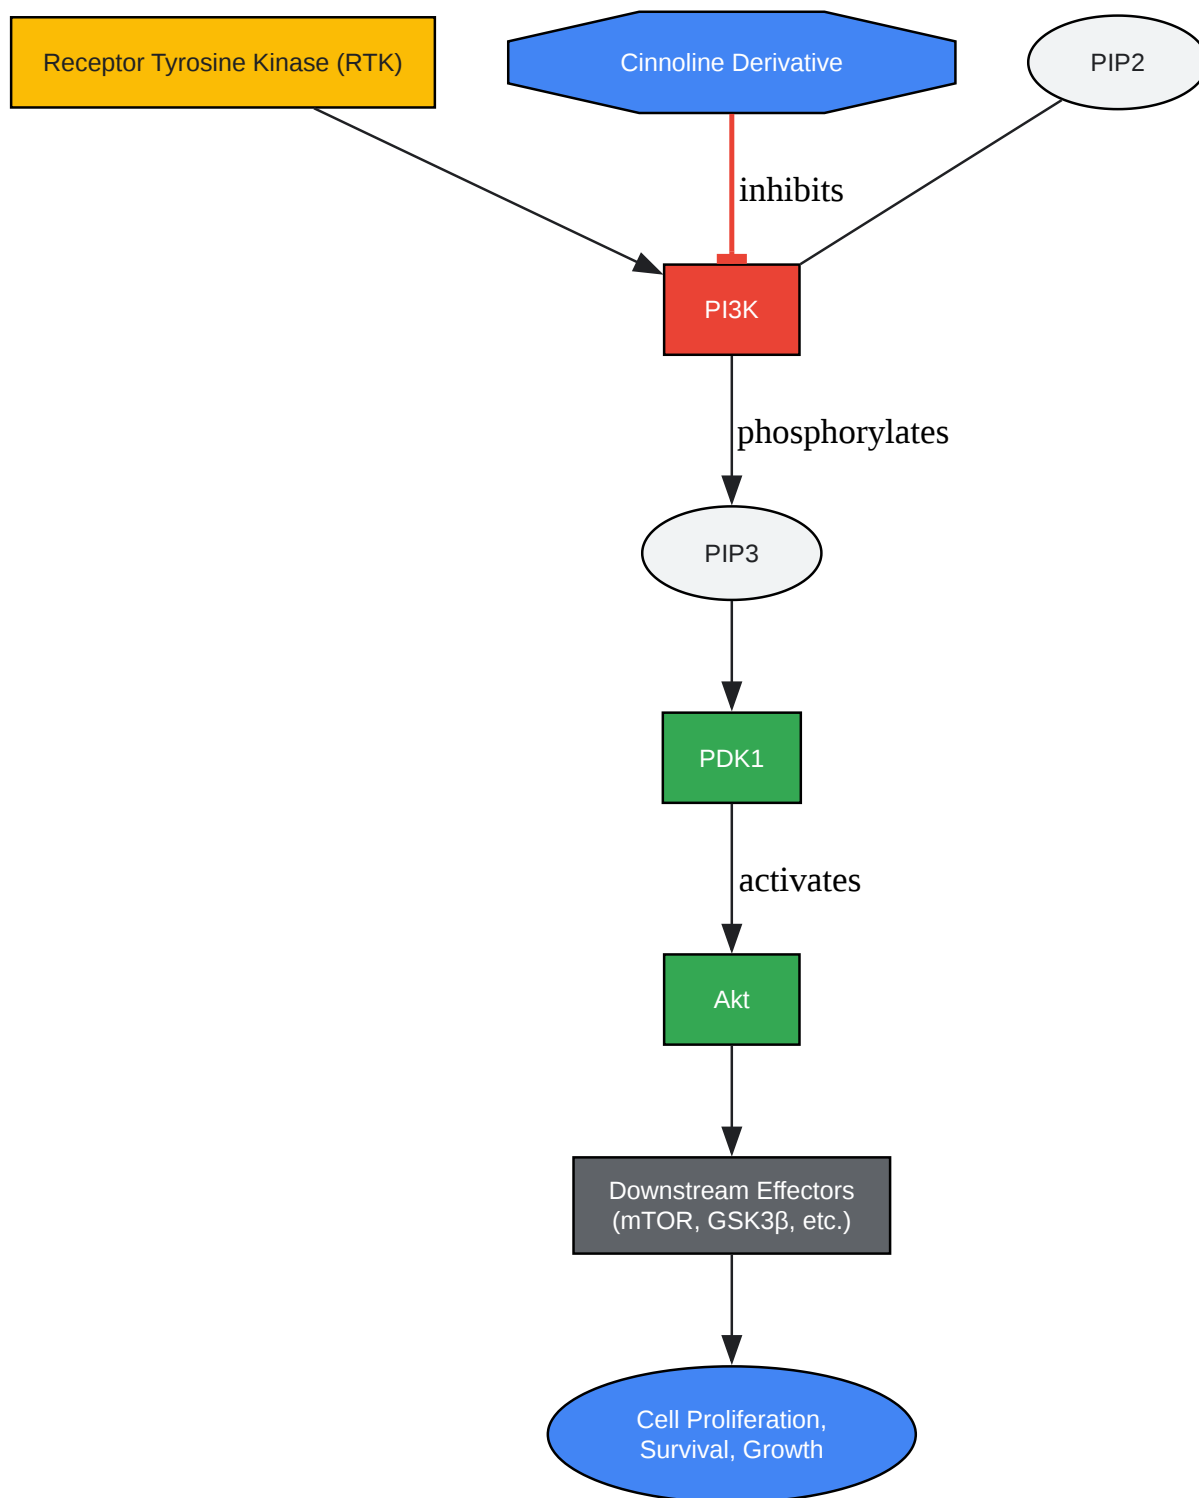 Receptor Tyrosine Kinase (RTK)
Cinnoline Derivative
PIP2
inhibits
PI3K
phosphorylates
PIP3
PDK1
activates
Akt
Downstream Effectors
(mTOR, GSK3β, etc.)
Cell Proliferation,
Survival, Growth